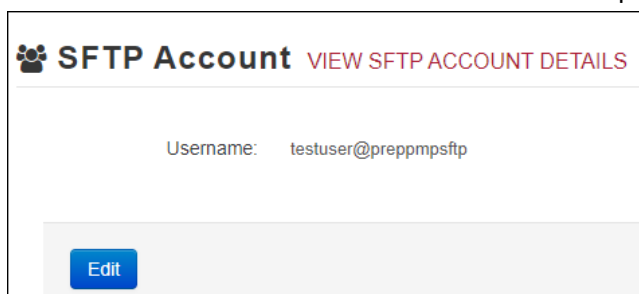 SFTP Account VIEW SFTP ACCOUNT DETAILS
Username: testuser@preppmpsftp
Edit